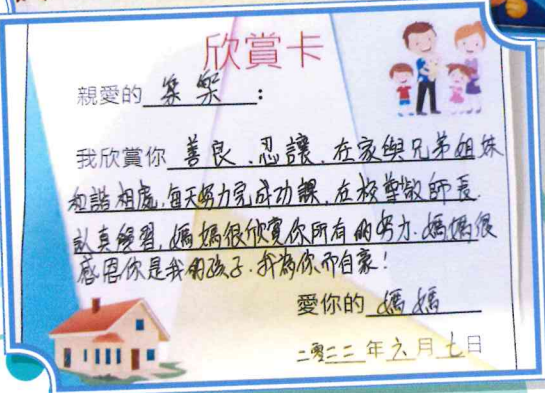 欣賞卡
親愛的 梁樂 :
我欣賞你 善良、忍讓、在家與兄弟姐妹
和諧相處,每天努力完成功課,在校尊敬師長,
認真學習,媽媽很欣賞你所有的努力.媽媽很
感恩你是我的孩子.我為你而自豪!
愛你的 媽媽
二零二二 年 六 月 七 日